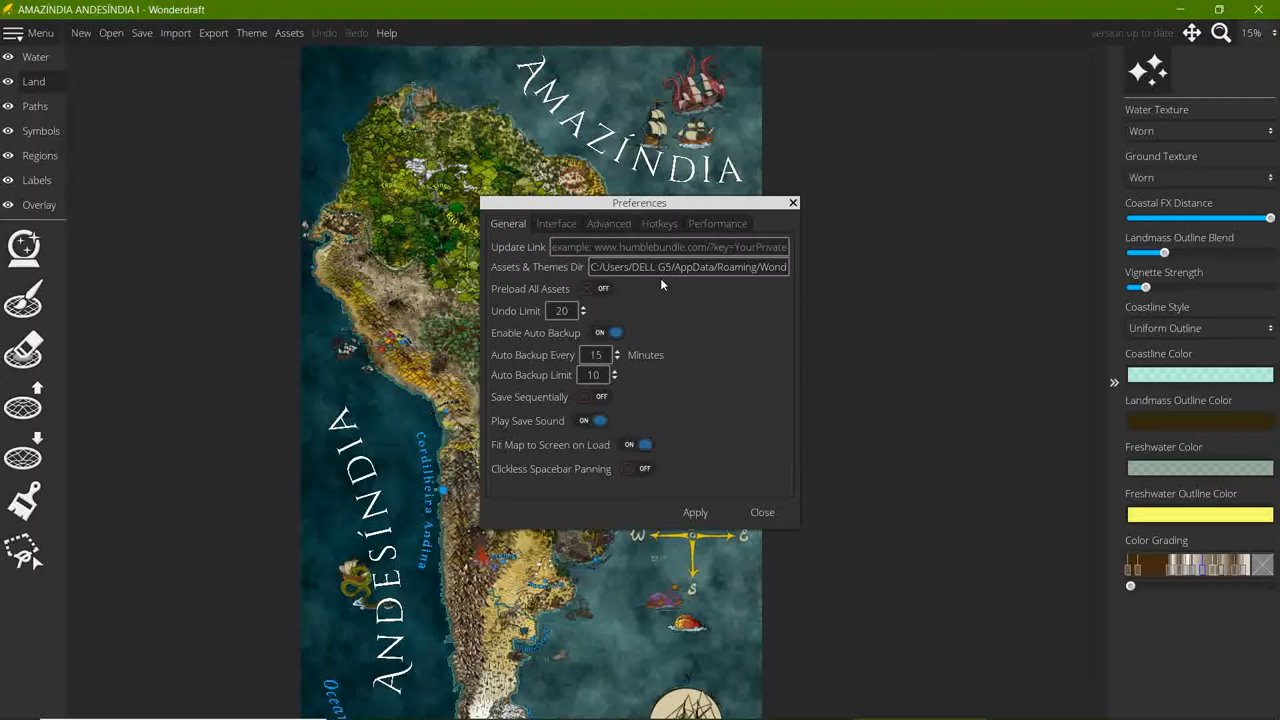 AMAZÍNDIA ANDESÍNDIA I - Wonderdraft
Menu New Open Save Import Export Theme Assets Undo Redo Help
version up to date 15%
Water
Land
Paths
Symbols
Regions
Labels
Overlay
AMAZÍNDIA
ANDESÍNDIA
Cordilheira Andina
W E
S
N
Preferences
General Interface Advanced Hotkeys Performance
Update Link example: www.humblebundle.com/?key=YourPrivate
Assets & Themes Dir C:/Users/DELL G5/AppData/Roaming/Wond
Preload All Assets OFF
Undo Limit 20
Enable Auto Backup ON
Auto Backup Every 15 Minutes
Auto Backup Limit 10
Save Sequentially OFF
Play Save Sound ON
Fit Map to Screen on Load ON
Clickless Spacebar Panning OFF
Apply Close
Water Texture
Worn
Ground Texture
Worn
Coastal FX Distance
Landmass Outline Blend
Vignette Strength
Coastline Style
Uniform Outline
Coastline Color
Landmass Outline Color
Freshwater Color
Freshwater Outline Color
Color Grading